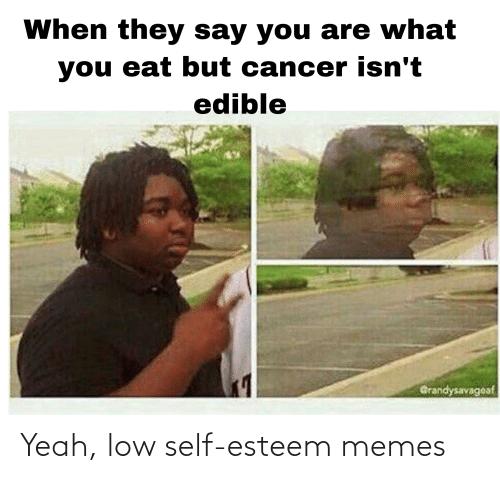 When they say you are what
you eat but cancer isn't
edible
@randysavageaf
Yeah, low self-esteem memes